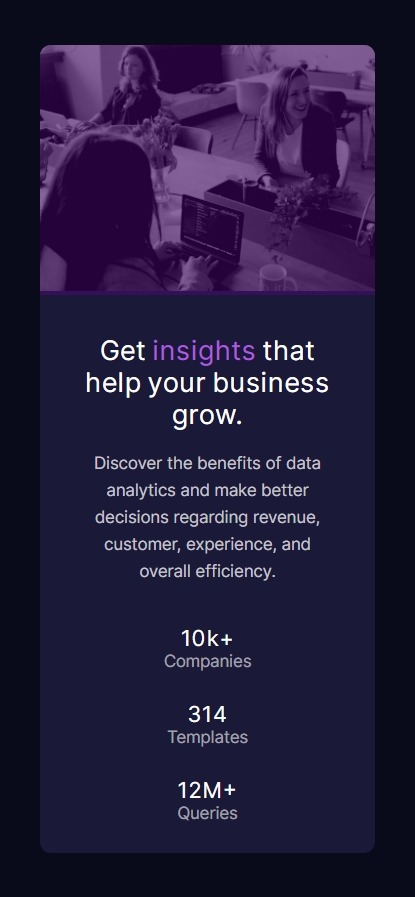 Get insights that
help your business
grow.
Discover the benefits of data
analytics and make better
decisions regarding revenue,
customer, experience, and
overall efficiency.
10k+
Companies
314
Templates
12M+
Queries